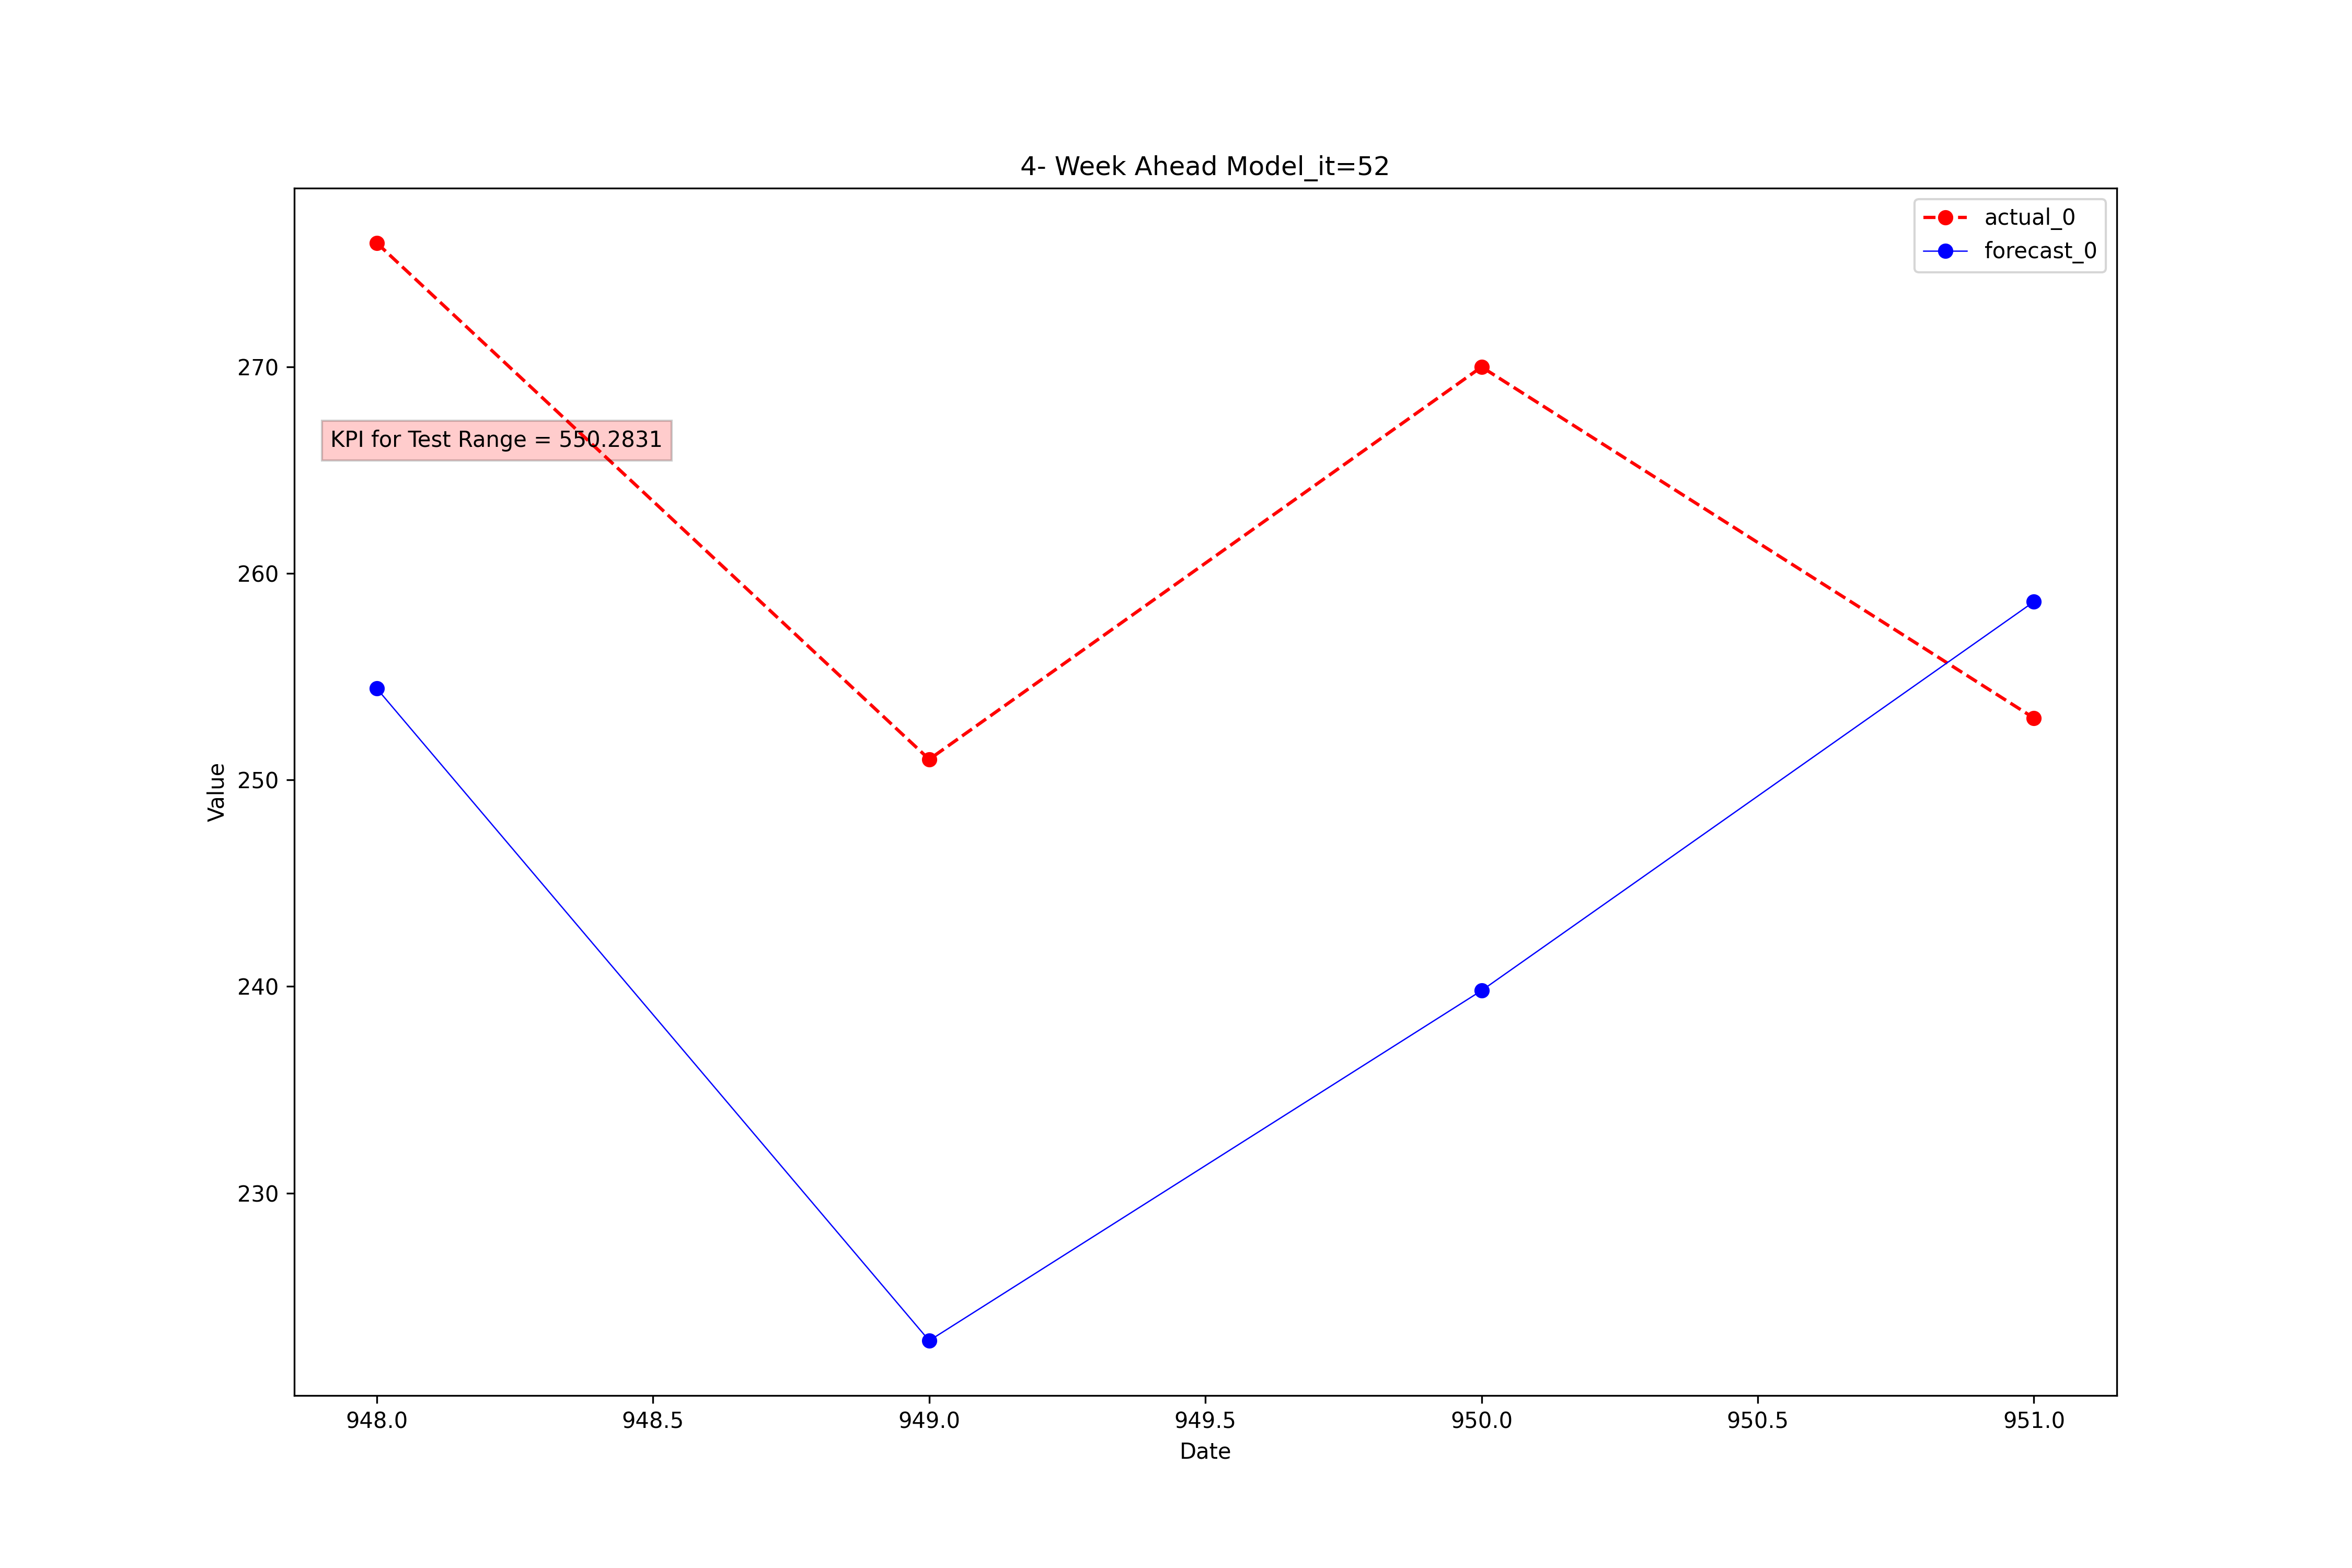 4- Week Ahead Model_it=52
actual_0
forecast_0
KPI for Test Range = 550.2831
270
260
250
240
230
Value
948.0 948.5 949.0 949.5 950.0 950.5 951.0
Date